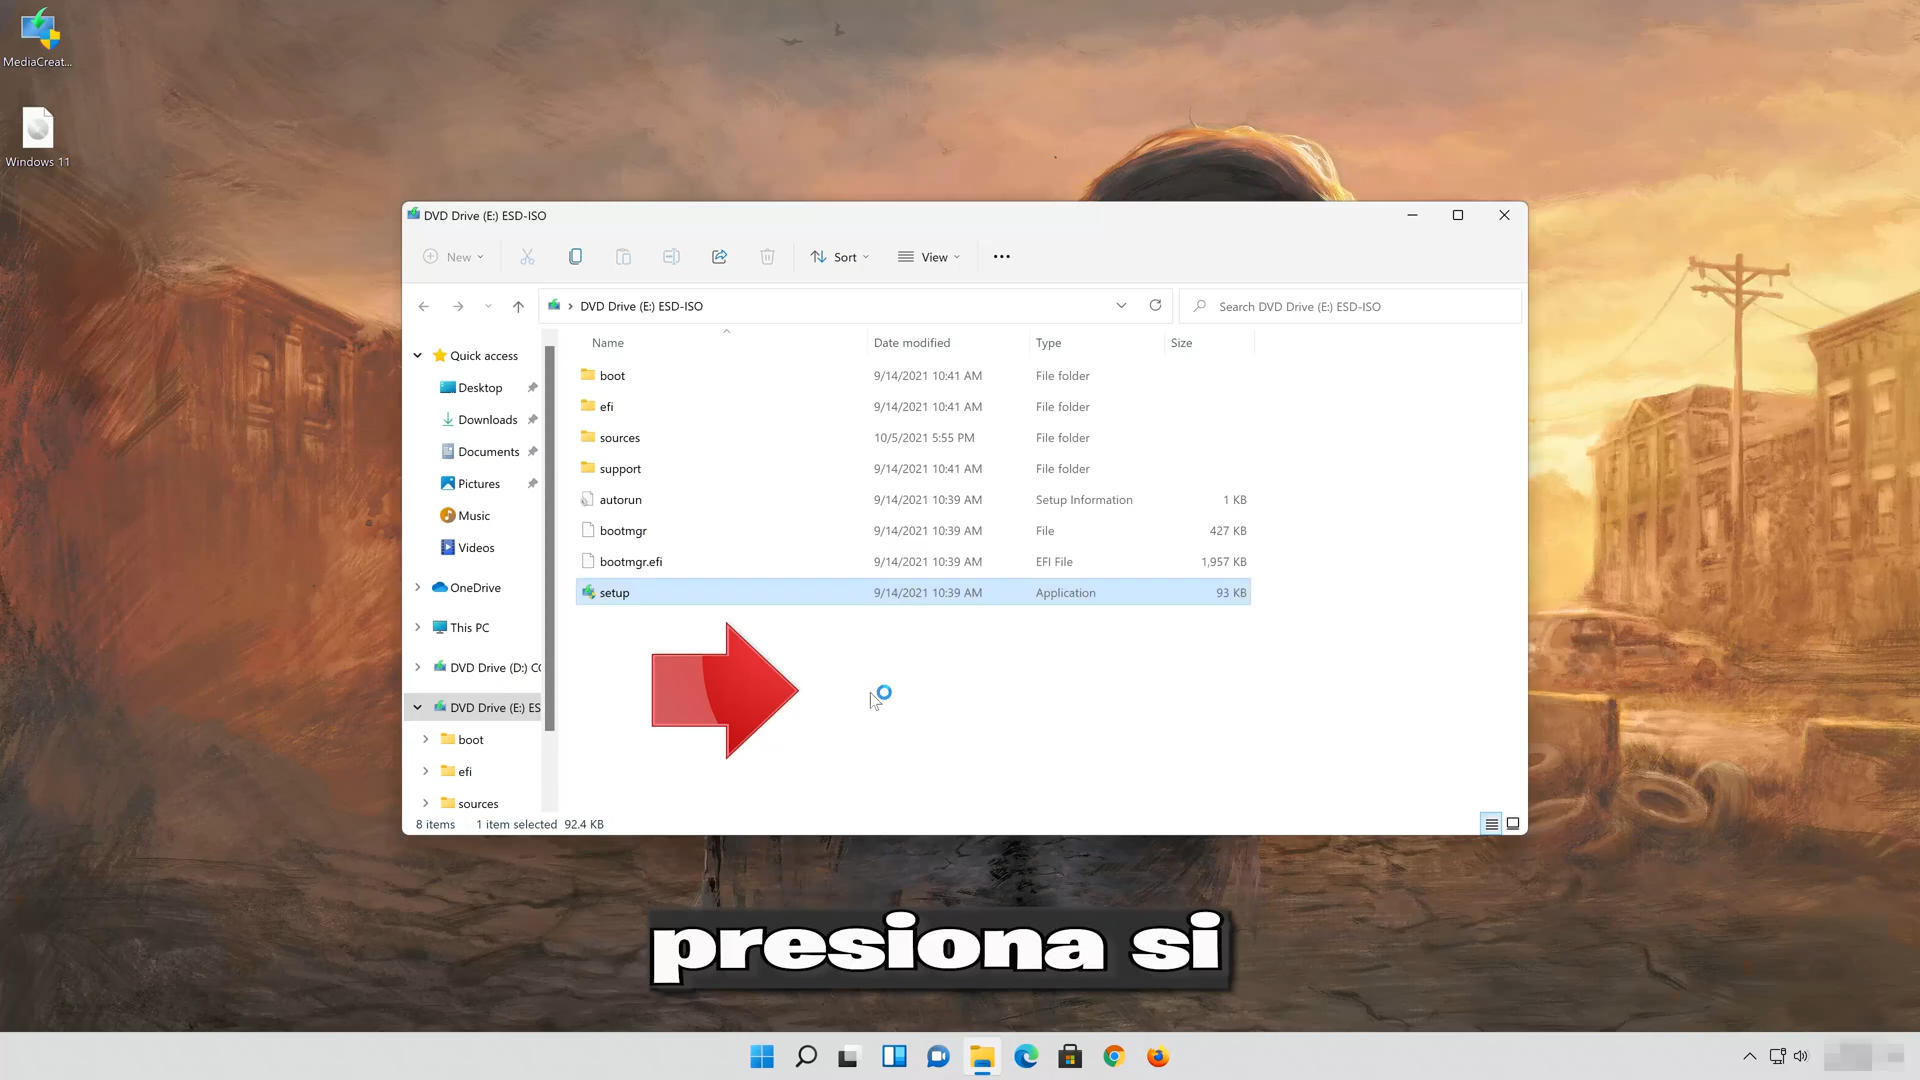 MediaCreat...
Windows 11
DVD Drive (E:) ESD-ISO
New
Sort
View
DVD Drive (E:) ESD-ISO
Search DVD Drive (E:) ESD-ISO
Name Date modified Type Size
Quick access
Desktop
Downloads
Documents
Pictures
Music
Videos
OneDrive
This PC
DVD Drive (D:) CC
DVD Drive (E:) ES
boot
efi
sources
boot 9/14/2021 10:41 AM File folder
efi 9/14/2021 10:41 AM File folder
sources 10/5/2021 5:55 PM File folder
support 9/14/2021 10:41 AM File folder
autorun 9/14/2021 10:39 AM Setup Information 1 KB
bootmgr 9/14/2021 10:39 AM File 427 KB
bootmgr.efi 9/14/2021 10:39 AM EFI File 1,957 KB
setup 9/14/2021 10:39 AM Application 93 KB
8 items 1 item selected 92.4 KB
presiona si